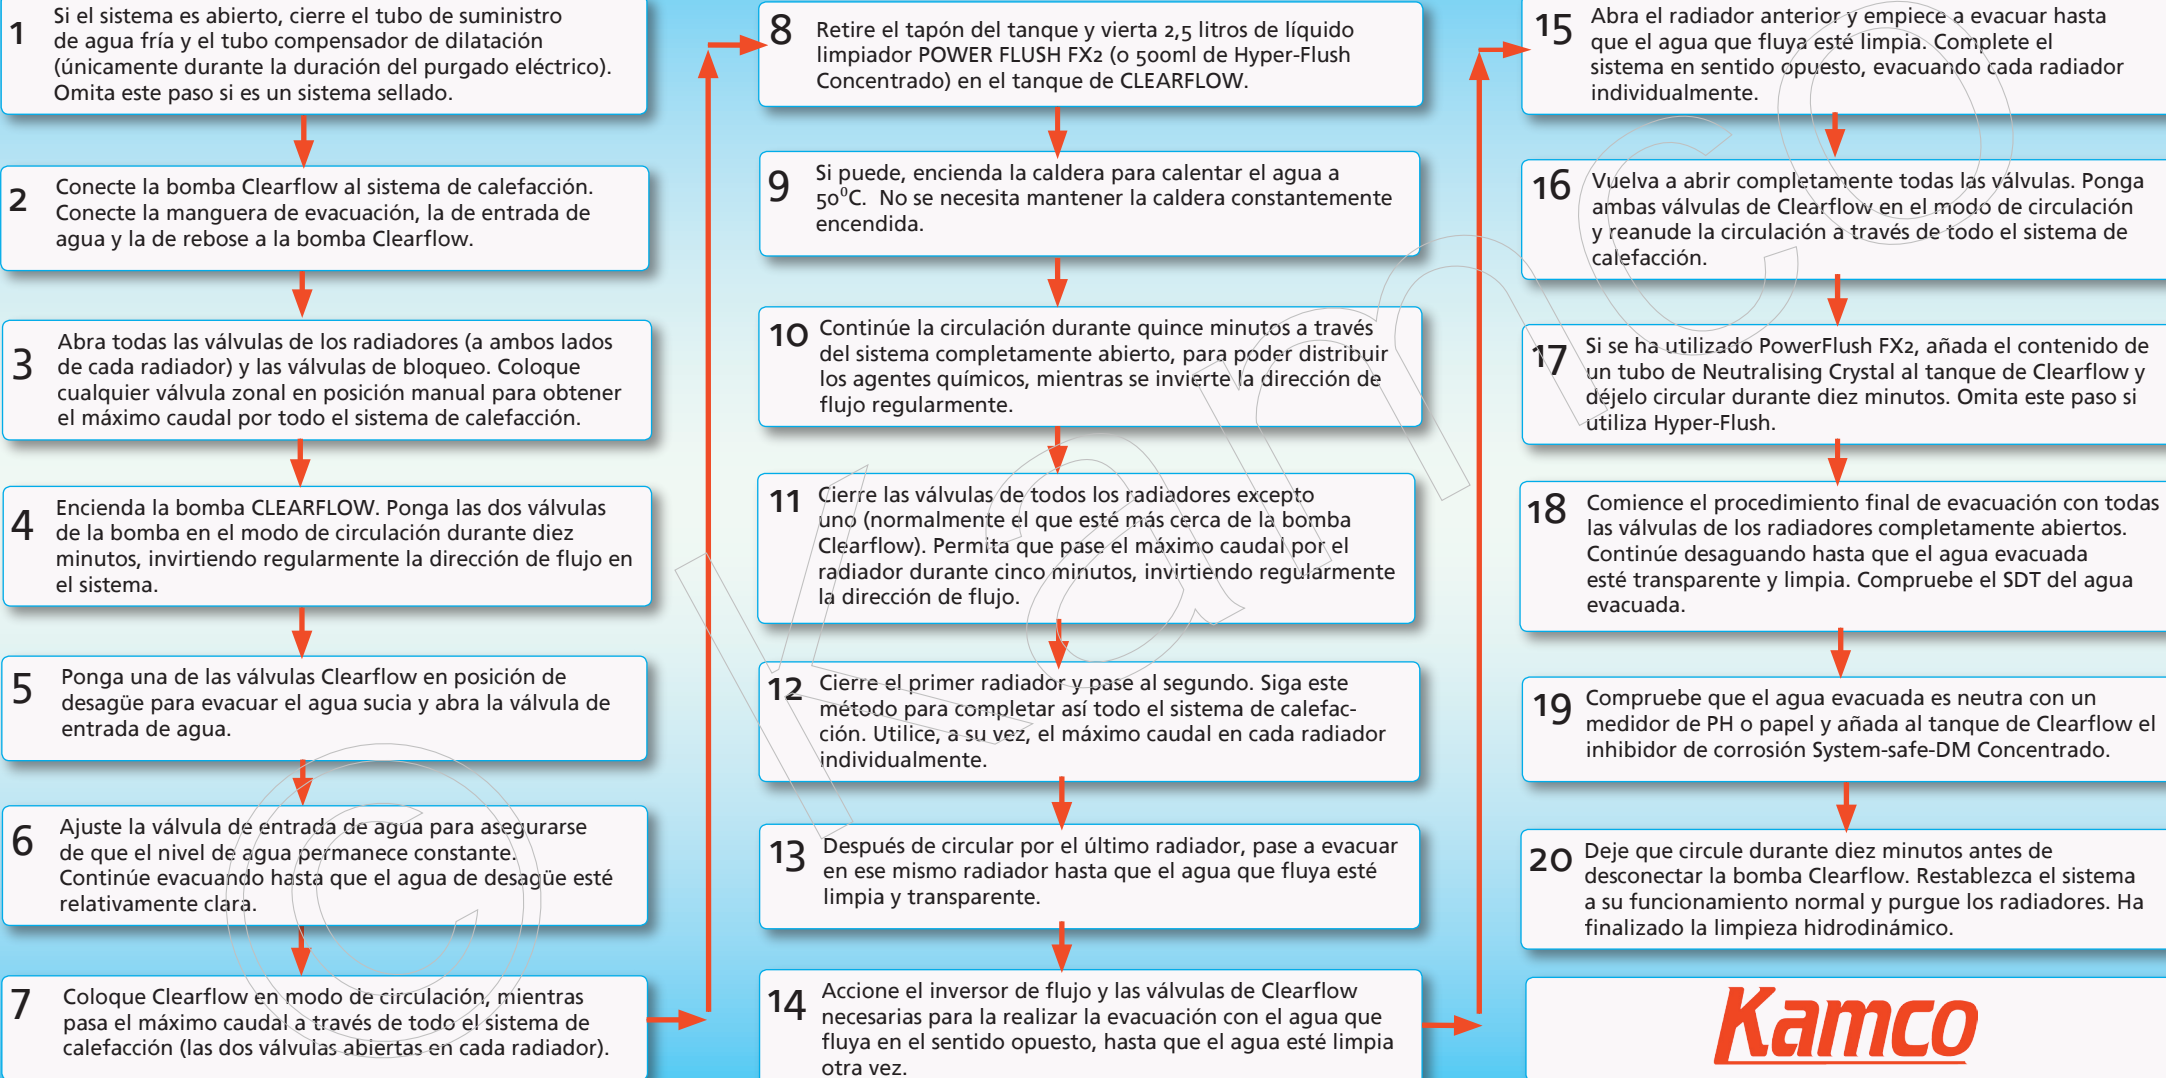 1 Si el sistema es abierto, cierre el tubo de suministro
de agua fría y el tubo compensador de dilatación
(únicamente durante la duración del purgado eléctrico).
Omita este paso si es un sistema sellado.
2 Conecte la bomba Clearflow al sistema de calefacción.
Conecte la manguera de evacuación, la de entrada de
agua y la de rebose a la bomba Clearflow.
3 Abra todas las válvulas de los radiadores (a ambos lados
de cada radiador) y las válvulas de bloqueo. Coloque
cualquier válvula zonal en posición manual para obtener
el máximo caudal por todo el sistema de calefacción.
4 Encienda la bomba CLEARFLOW. Ponga las dos válvulas
de la bomba en el modo de circulación durante diez
minutos, invirtiendo regularmente la dirección de flujo en
el sistema.
5 Ponga una de las válvulas Clearflow en posición de
desagüe para evacuar el agua sucia y abra la válvula de
entrada de agua.
6 Ajuste la válvula de entrada de agua para asegurarse
de que el nivel de agua permanece constante.
Continúe evacuando hasta que el agua de desagüe esté
relativamente clara.
7 Coloque Clearflow en modo de circulación, mientras
pasa el máximo caudal a través de todo el sistema de
calefacción (las dos válvulas abiertas en cada radiador).
8 Retire el tapón del tanque y vierta 2,5 litros de líquido
limpiador POWER FLUSH FX2 (o 500ml de Hyper-Flush
Concentrado) en el tanque de CLEARFLOW.
9 Si puede, encienda la caldera para calentar el agua a
50⁰C. No se necesita mantener la caldera constantemente
encendida.
10 Continúe la circulación durante quince minutos a través
del sistema completamente abierto, para poder distribuir
los agentes químicos, mientras se invierte la dirección de
flujo regularmente.
11 Cierre las válvulas de todos los radiadores excepto
uno (normalmente el que esté más cerca de la bomba
Clearflow). Permita que pase el máximo caudal por el
radiador durante cinco minutos, invirtiendo regularmente
la dirección de flujo.
12 Cierre el primer radiador y pase al segundo. Siga este
método para completar así todo el sistema de calefac-
ción. Utilice, a su vez, el máximo caudal en cada radiador
individualmente.
13 Después de circular por el último radiador, pase a evacuar
en ese mismo radiador hasta que el agua que fluya esté
limpia y transparente.
14 Accione el inversor de flujo y las válvulas de Clearflow
necesarias para la realizar la evacuación con el agua que
fluya en el sentido opuesto, hasta que el agua esté limpia
otra vez.
15 Abra el radiador anterior y empiece a evacuar hasta
que el agua que fluya esté limpia. Complete el
sistema en sentido opuesto, evacuando cada radiador
individualmente.
16 Vuelva a abrir completamente todas las válvulas. Ponga
ambas válvulas de Clearflow en el modo de circulación
y reanude la circulación a través de todo el sistema de
calefacción.
17 Si se ha utilizado PowerFlush FX2, añada el contenido de
un tubo de Neutralising Crystal al tanque de Clearflow y
déjelo circular durante diez minutos. Omita este paso si
utiliza Hyper-Flush.
18 Comience el procedimiento final de evacuación con todas
las válvulas de los radiadores completamente abiertos.
Continúe desaguando hasta que el agua evacuada
esté transparente y limpia. Compruebe el SDT del agua
evacuada.
19 Compruebe que el agua evacuada es neutra con un
medidor de PH o papel y añada al tanque de Clearflow el
inhibidor de corrosión System-safe-DM Concentrado.
20 Deje que circule durante diez minutos antes de
desconectar la bomba Clearflow. Restablezca el sistema
a su funcionamiento normal y purgue los radiadores. Ha
finalizado la limpieza hidrodinámico.
Kamco
© Kamco